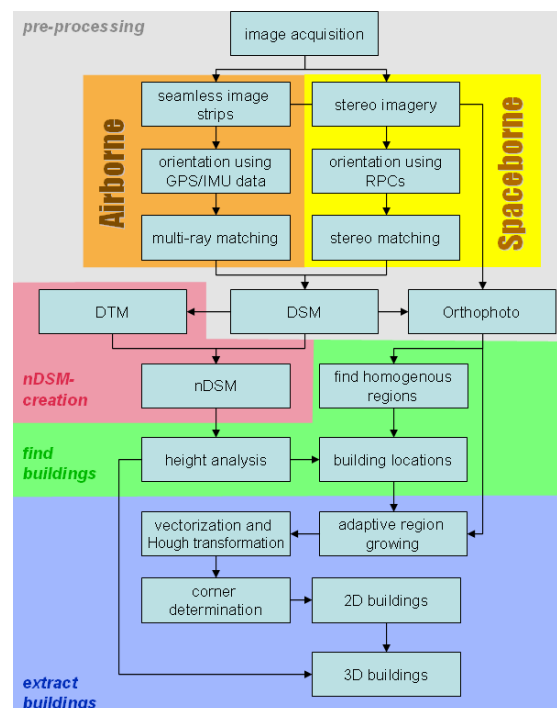 pre-processing
image acquisition
Airborne
seamless image
strips
stereo imagery
Spaceborne
orientation using
GPS/IMU data
orientation using
RPCs
multi-ray matching
stereo matching
DTM
DSM
Orthophoto
nDSM-
creation
nDSM
find homogenous
regions
find
buildings
height analysis
building locations
vectorization and
Hough transformation
adaptive region
growing
corner
determination
2D buildings
3D buildings
extract
buildings